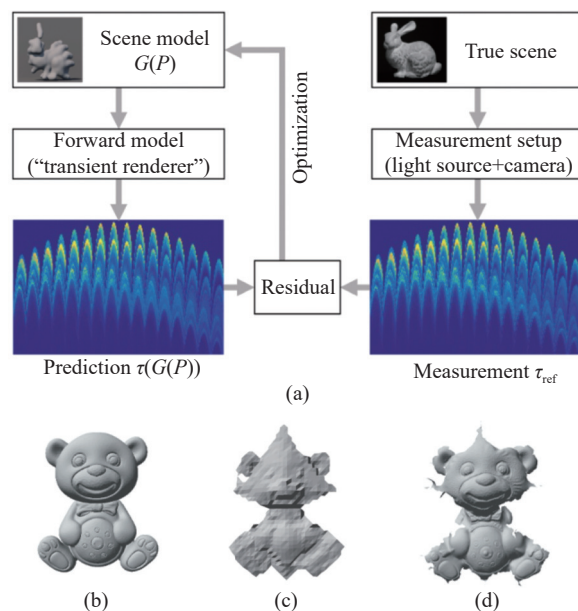 Scene model
G(P)
True scene
Optimization
Forward model
(“transient renderer”)
Measurement setup
(light source+camera)
Residual
Prediction τ(G(P))
Measurement τref
(a)
(b)
(c)
(d)